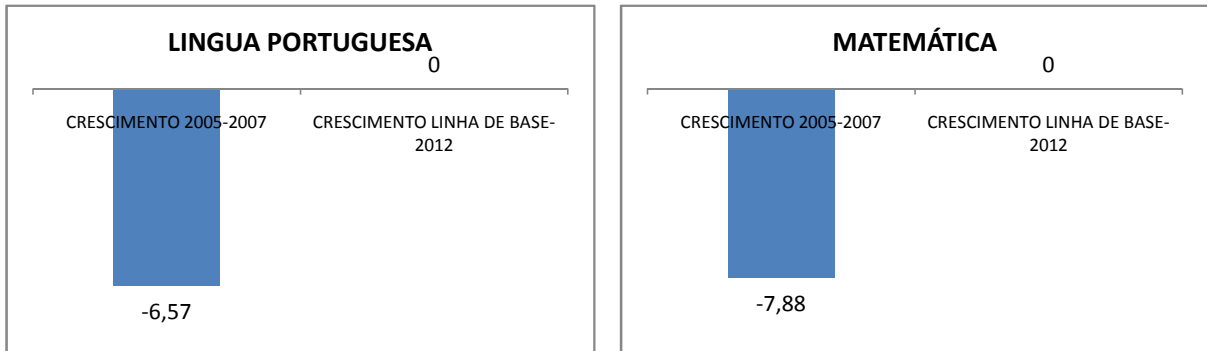 LINGUA PORTUGUESA
0
CRESCIMENTO 2005-2007
CRESCIMENTO LINHA DE BASE-
2012
-6,57
MATEMÁTICA
0
CRESCIMENTO 2005-2007
CRESCIMENTO LINHA DE BASE-
2012
-7,88